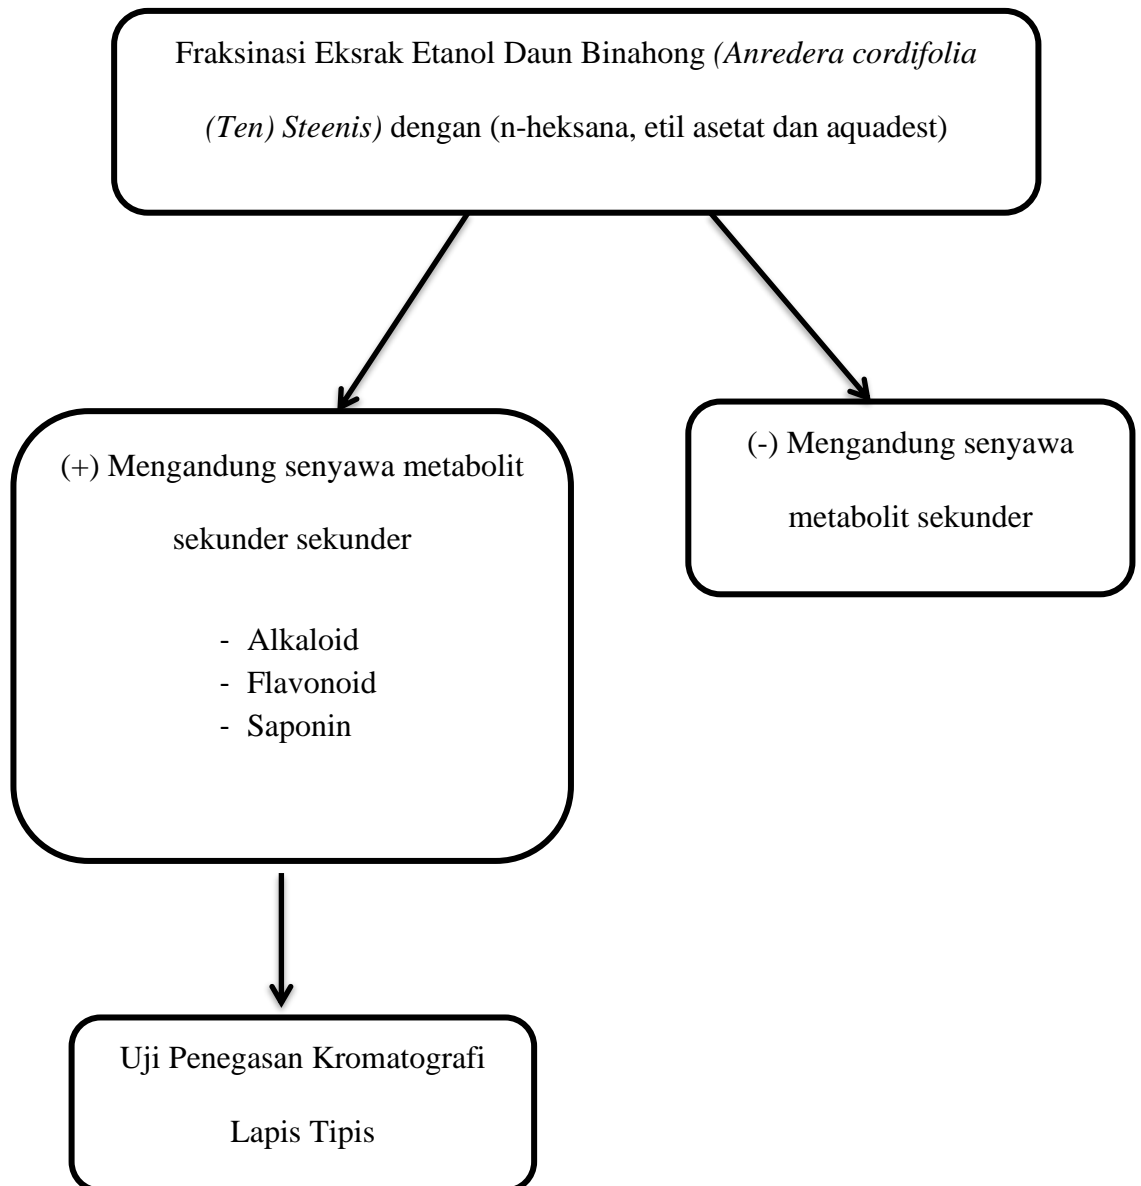 Fraksinasi Eksrak Etanol Daun Binahong (Anredera cordifolia
(Ten) Steenis) dengan (n-heksana, etil asetat dan aquadest)
(+) Mengandung senyawa metabolit
sekunder sekunder
- Alkaloid
- Flavonoid
- Saponin
(-) Mengandung senyawa
metabolit sekunder
Uji Penegasan Kromatografi
Lapis Tipis